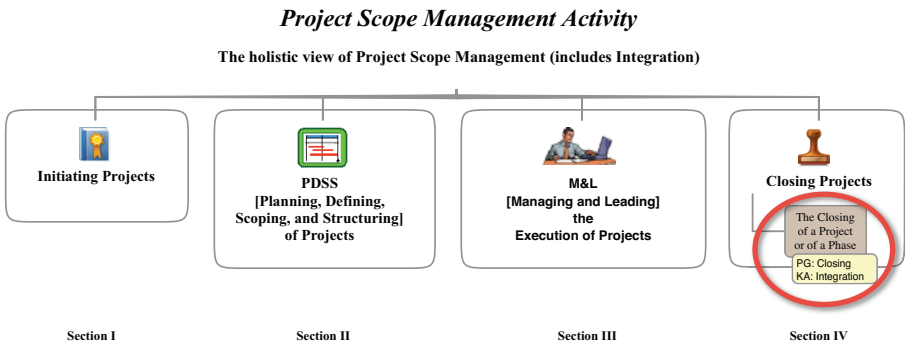 Project Scope Management Activity
The holistic view of Project Scope Management (includes Integration)
Initiating Projects
PDSS
[Planning, Defining,
Scoping, and Structuring]
of Projects
M&L
[Managing and Leading]
the
Execution of Projects
Closing Projects
The Closing
of a Project
or of a Phase
PG: Closing
KA: Integration
Section I
Section II
Section III
Section IV